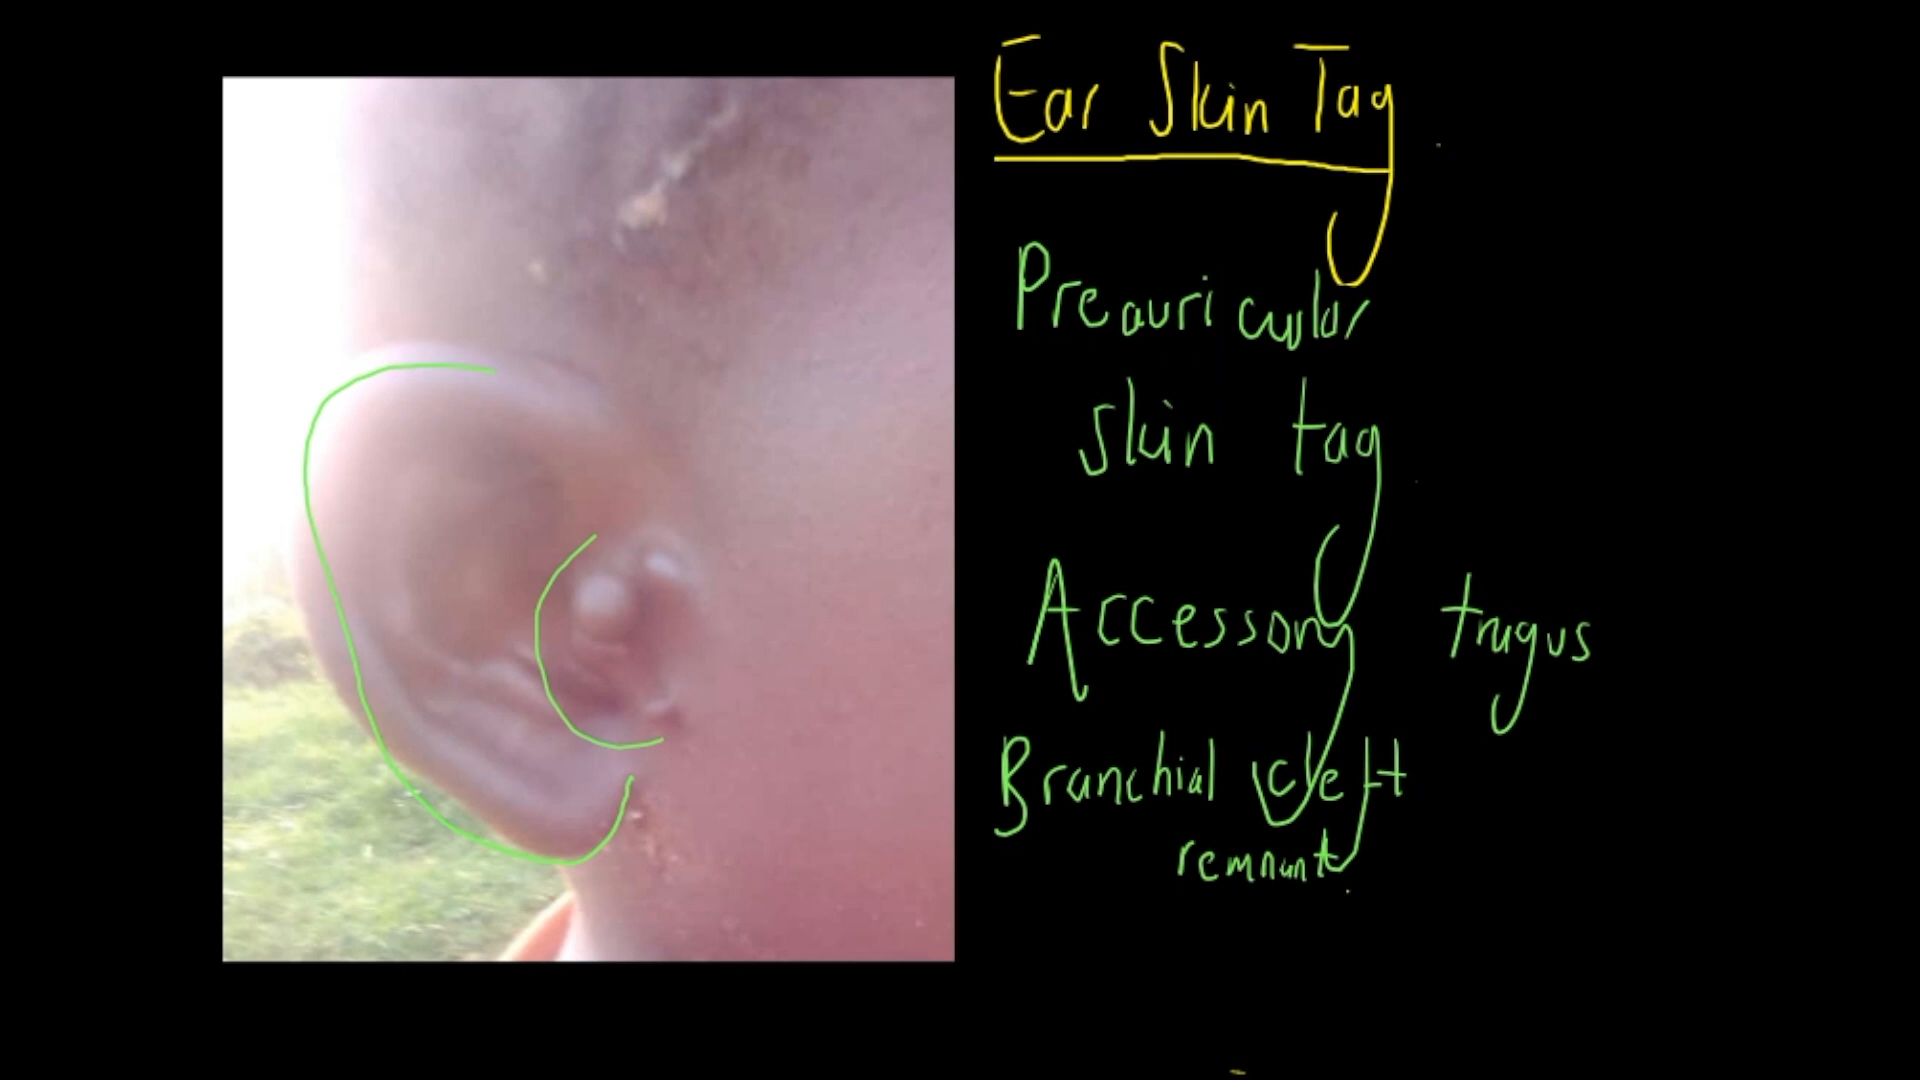 Ear Skin Tag
Preauricular
skin tag
Accessory tragus
Branchial cleft
remnant